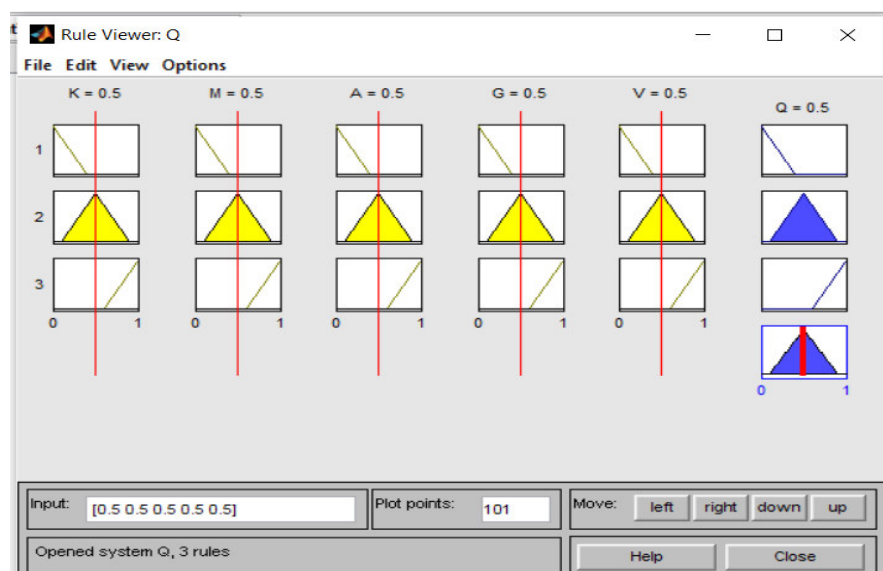 t
Rule Viewer: Q
File Edit View Options
K = 0.5 M = 0.5 A = 0.5 G = 0.5 V = 0.5 Q = 0.5
1
2
3
0 1 0 1 0 1 0 1 0 1
0 1
Input: [0.5 0.5 0.5 0.5 0.5] Plot points: 101 Move: left right down up
Opened system Q, 3 rules Help Close